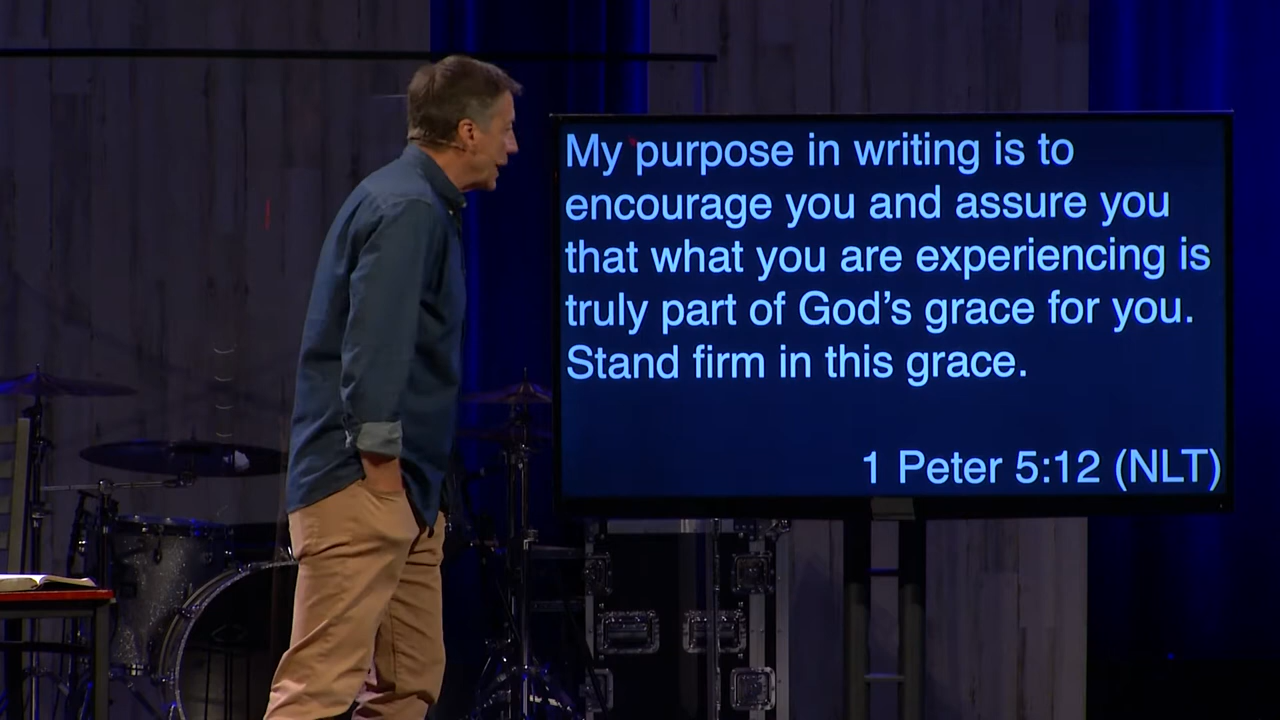 My purpose in writing is to
encourage you and assure you
that what you are experiencing is
truly part of God’s grace for you.
Stand firm in this grace.
1 Peter 5:12 (NLT)